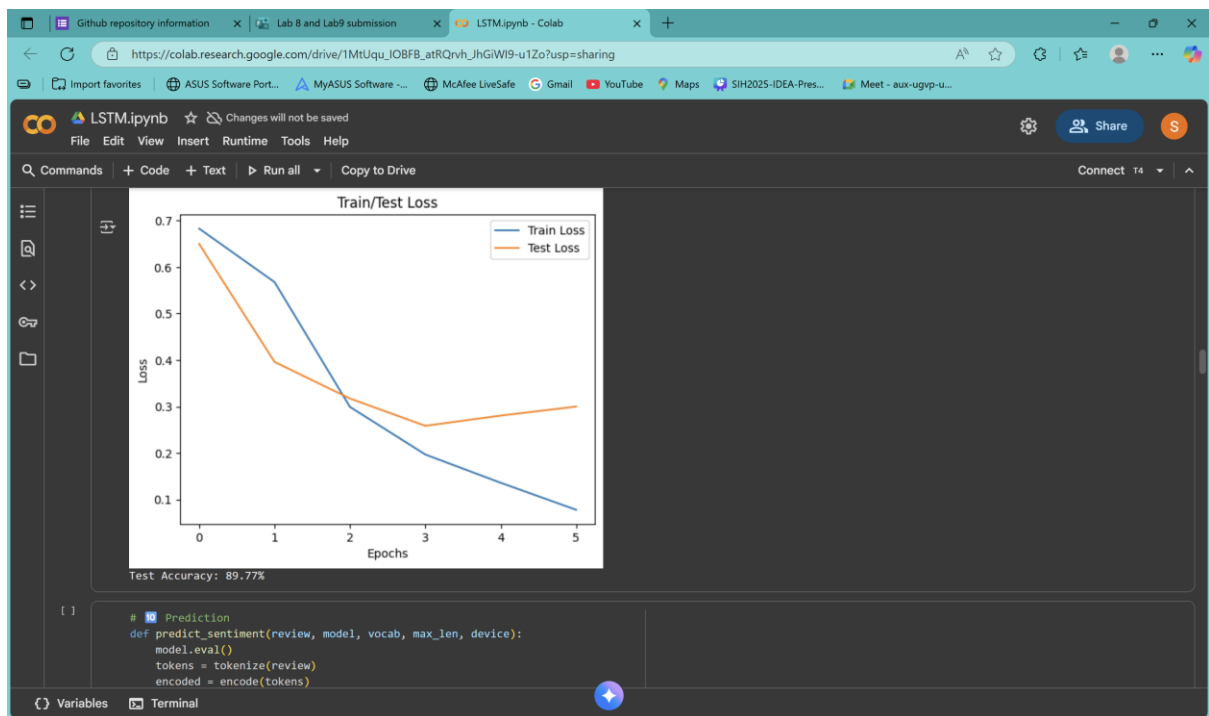 Github repository information
Lab 8 and Lab9 submission
LSTM.ipynb - Colab
https://colab.research.google.com/drive/1MtUqu_IOBFB_atRQrvh_JhGiWI9-u1Zo?usp=sharing
Import favorites
ASUS Software Port...
MyASUS Software -...
McAfee LiveSafe
Gmail
YouTube
Maps
SIH2025-IDEA-Pres...
Meet - aux-ugvp-u...
CO
LSTM.ipynb
Changes will not be saved
File Edit View Insert Runtime Tools Help
Share
S
Commands + Code + Text Run all Copy to Drive
Connect T4
Train/Test Loss
Train Loss
Test Loss
0.7
0.6
0.5
0.4
0.3
0.2
0.1
Loss
0 1 2 3 4 5
Epochs
Test Accuracy: 89.77%
[ ]
# 🔟 Prediction
def predict_sentiment(review, model, vocab, max_len, device):
model.eval()
tokens = tokenize(review)
encoded = encode(tokens)
Variables
Terminal